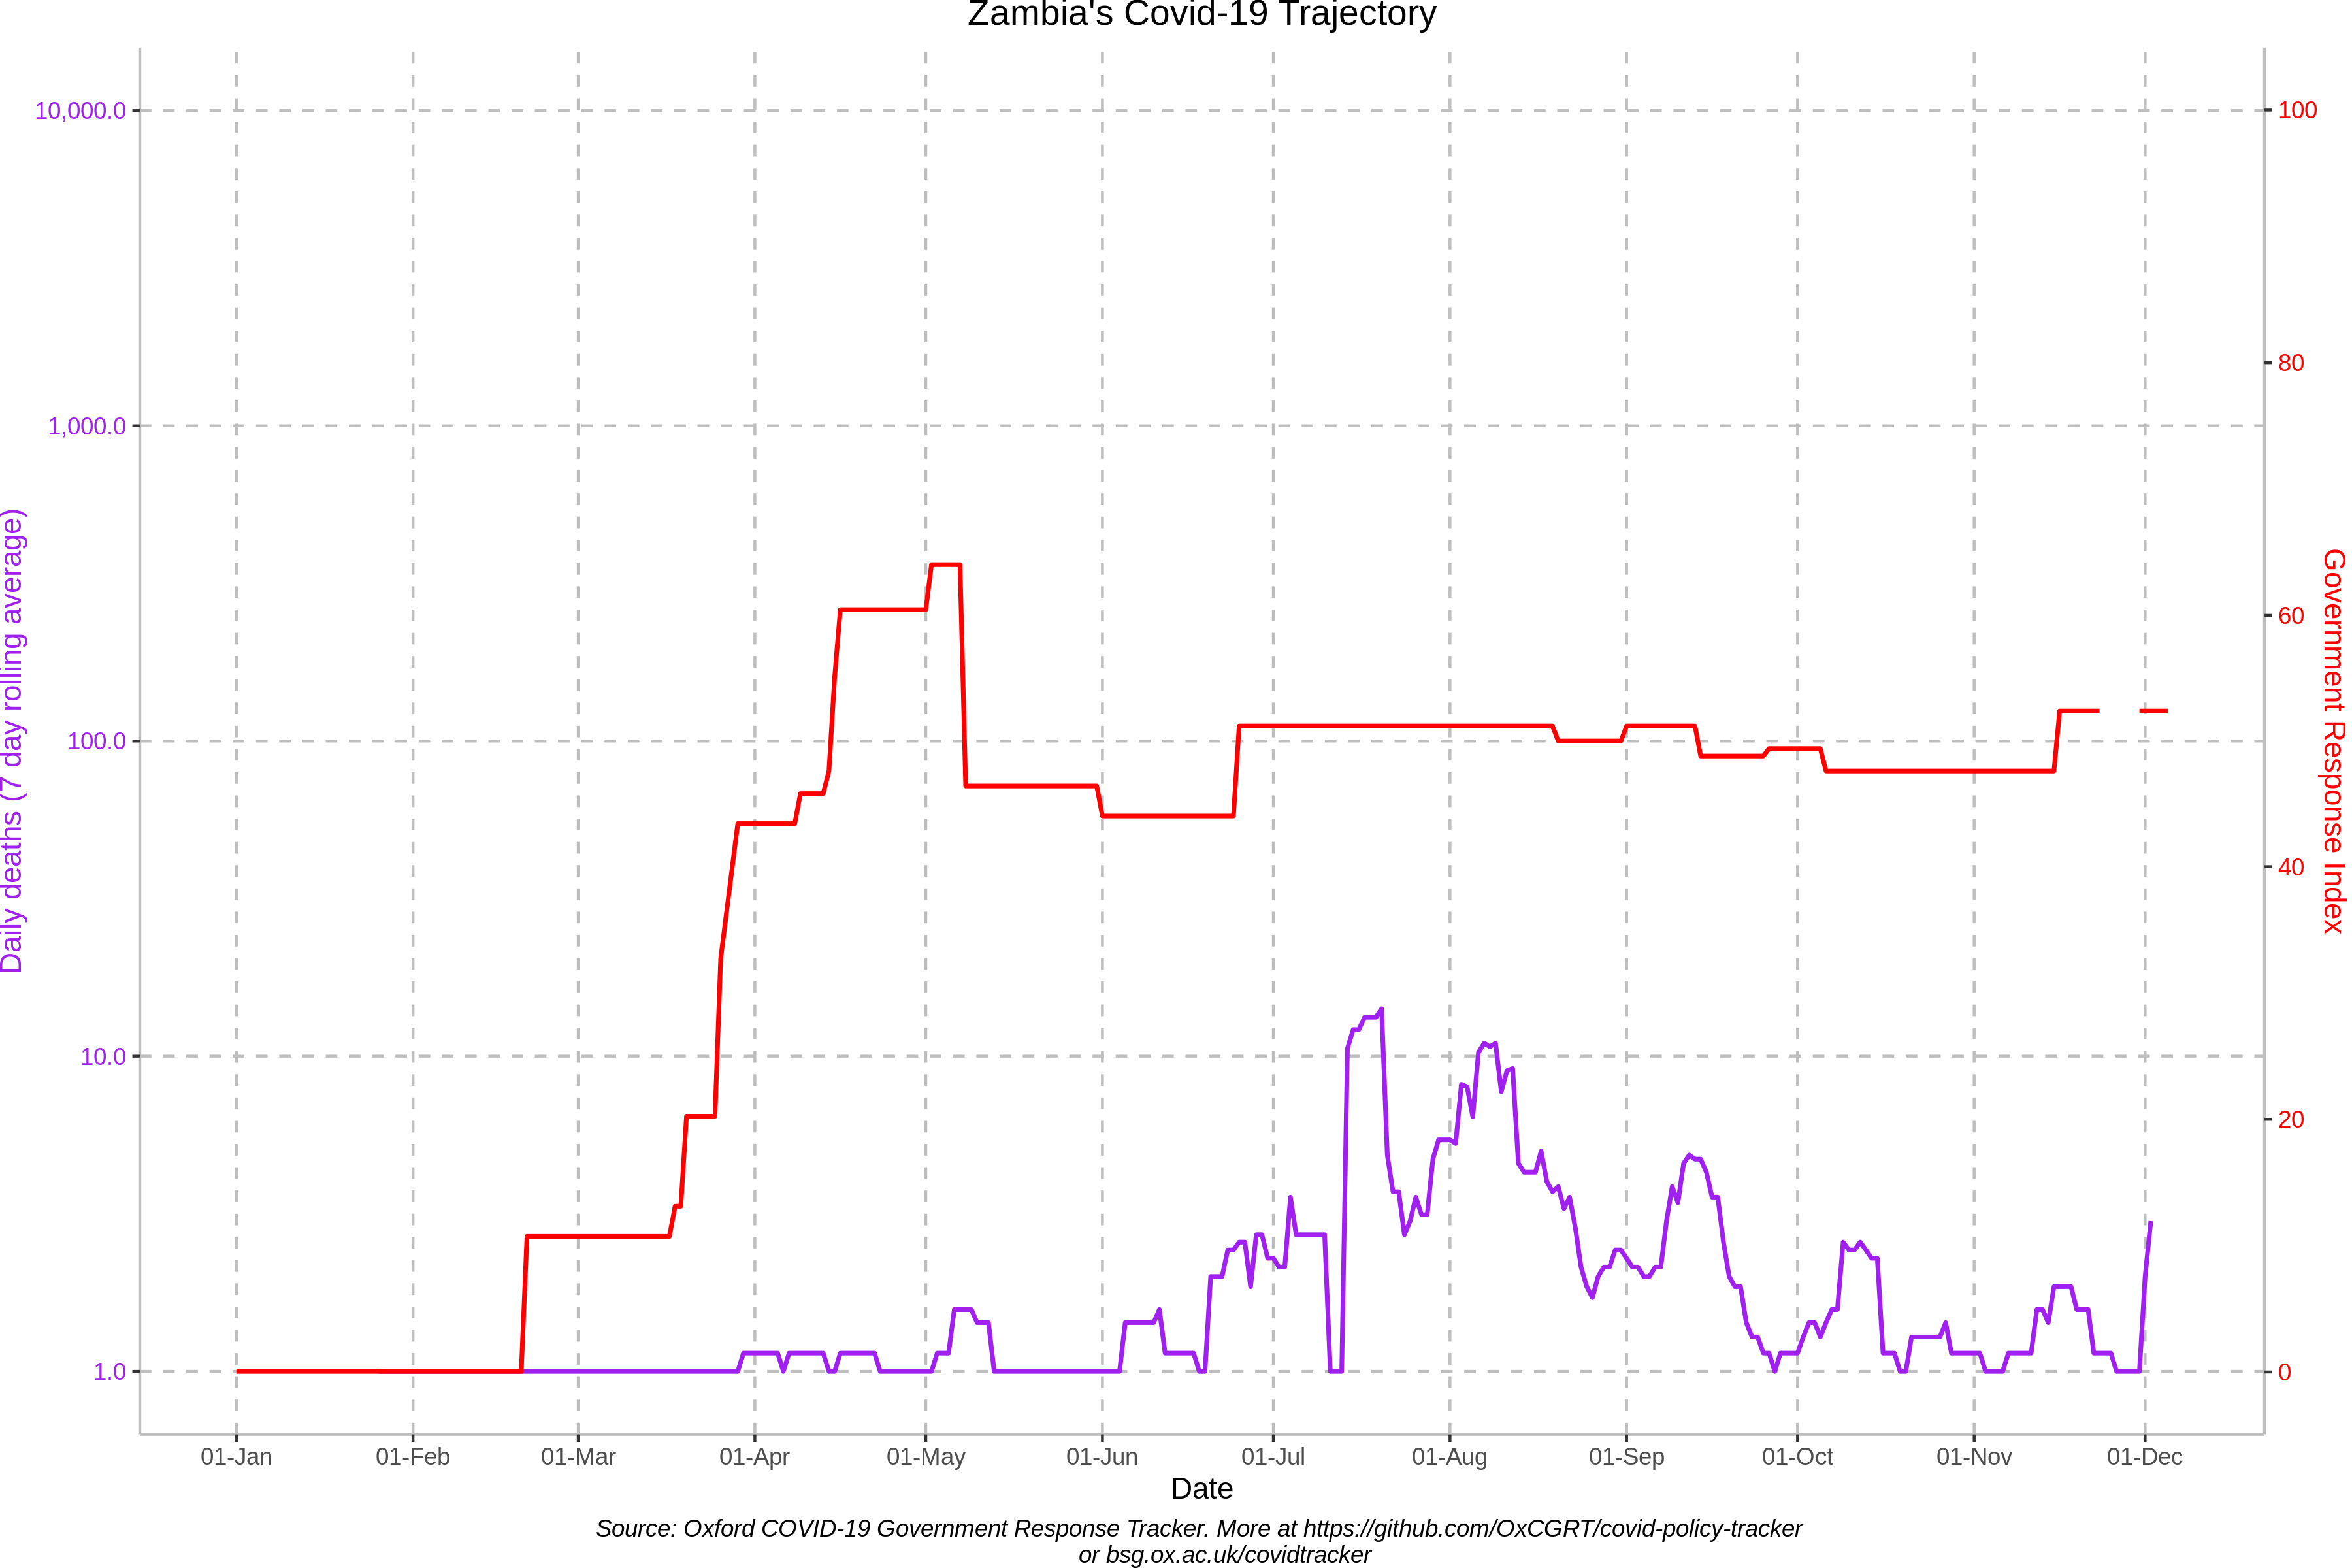 Zambia's Covid-19 Trajectory
10,000.0
1,000.0
100.0
10.0
1.0
Daily deaths (7 day rolling average)
100
80
60
40
20
0
Government Response Index
01-Jan 01-Feb 01-Mar 01-Apr 01-May 01-Jun 01-Jul 01-Aug 01-Sep 01-Oct 01-Nov 01-Dec
Date
Source: Oxford COVID-19 Government Response Tracker. More at https://github.com/OxCGRT/covid-policy-tracker
or bsg.ox.ac.uk/covidtracker